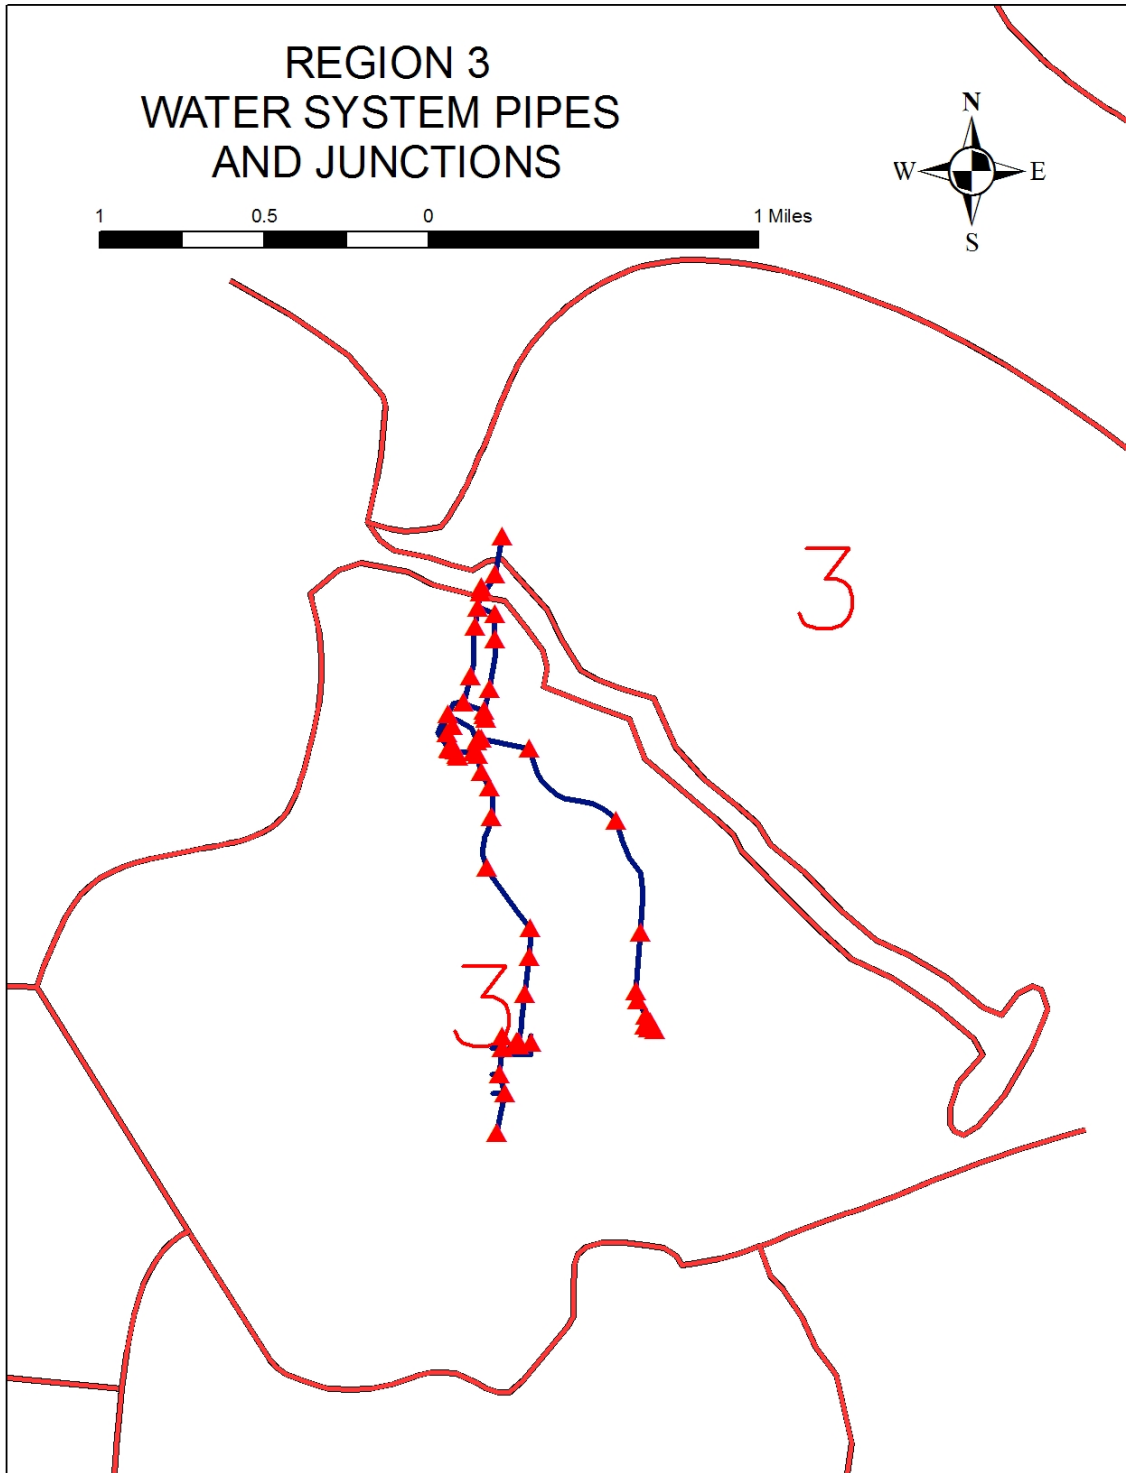 REGION 3
WATER SYSTEM PIPES
AND JUNCTIONS
N
W E
S
1 0.5 0 1 Miles
3
3